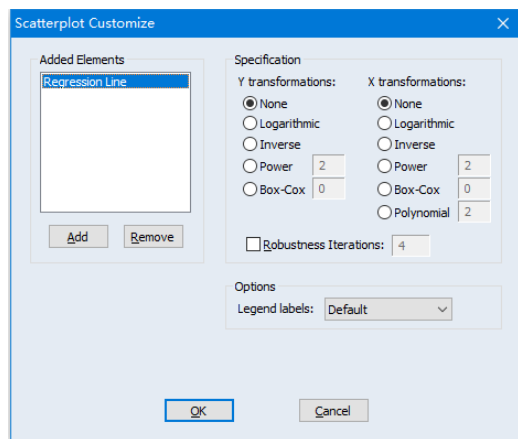 Scatterplot Customize
Added Elements
Regression Line
Add
Remove
Specification
Y transformations:
None
Logarithmic
Inverse
Power 2
Box-Cox 0
X transformations:
None
Logarithmic
Inverse
Power 2
Box-Cox 0
Polynomial 2
Robustness Iterations: 4
Options
Legend labels: Default
OK
Cancel